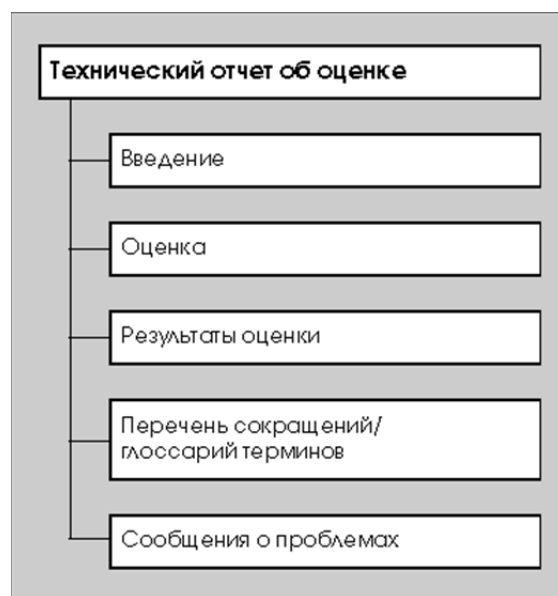 Технический отчет об оценке
Введение
Оценка
Результаты оценки
Перечень сокращений/
глоссарий терминов
Сообщения о проблемах